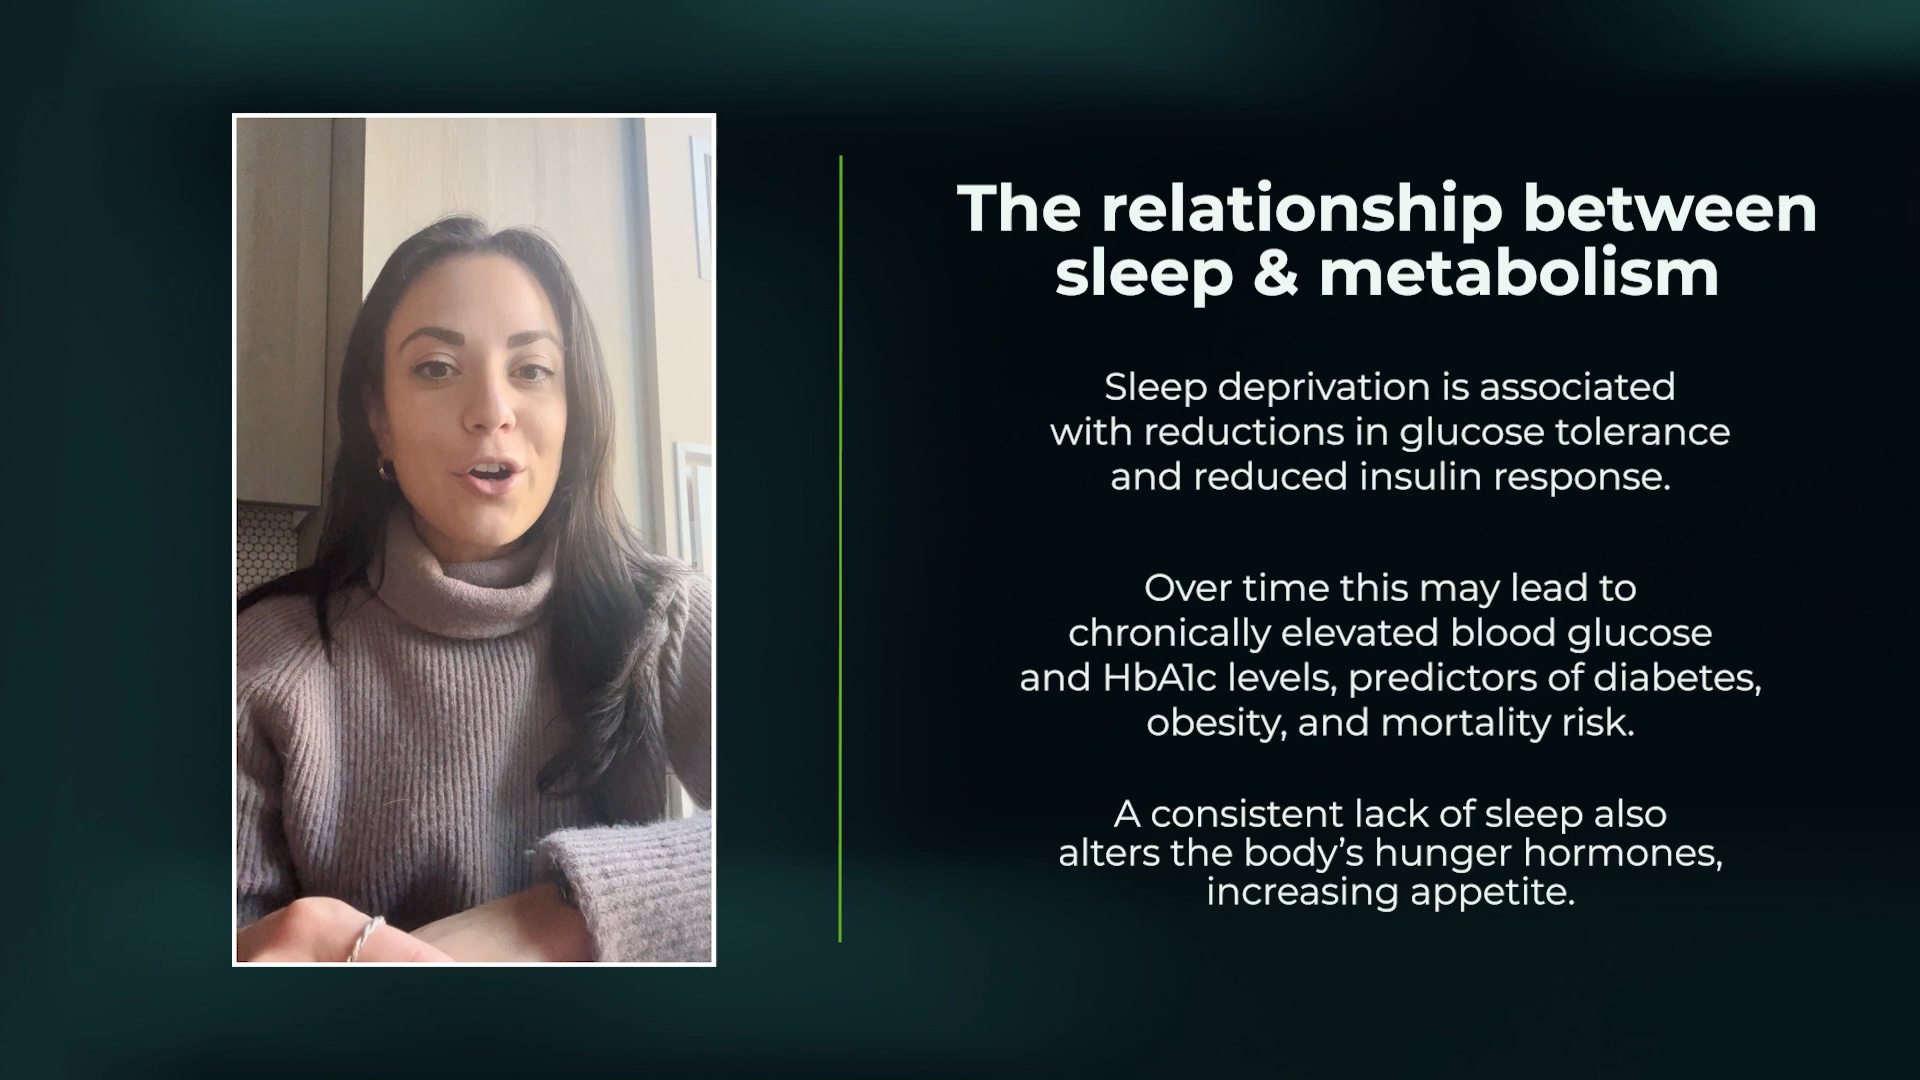 The relationship between
sleep & metabolism
Sleep deprivation is associated
with reductions in glucose tolerance
and reduced insulin response.
Over time this may lead to
chronically elevated blood glucose
and HbA1c levels, predictors of diabetes,
obesity, and mortality risk.
A consistent lack of sleep also
alters the body’s hunger hormones,
increasing appetite.